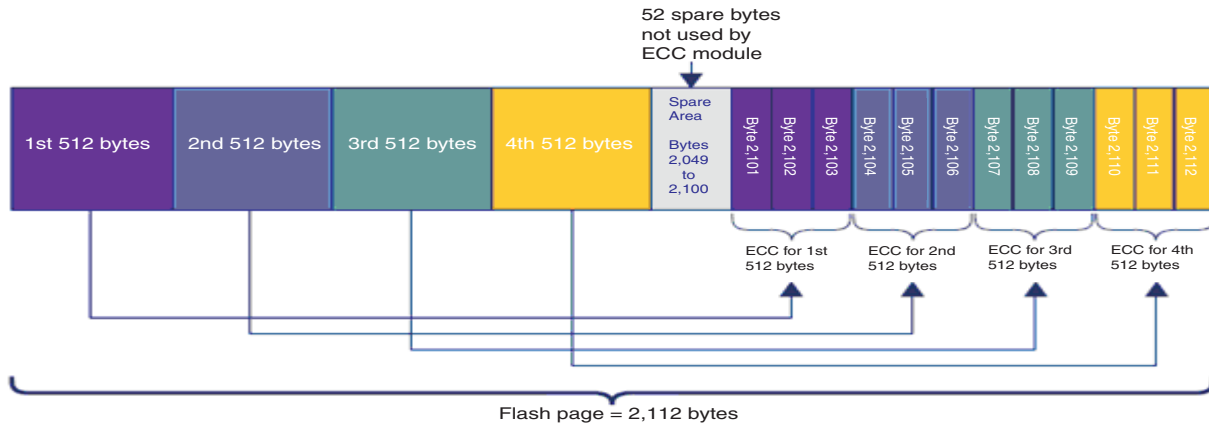 52 spare bytes
not used by
ECC module
1st 512 bytes
2nd 512 bytes
3rd 512 bytes
4th 512 bytes
Spare
Area
Bytes
2,049
to
2,100
Byte 2,101
Byte 2,102
Byte 2,103
Byte 2,104
Byte 2,105
Byte 2,106
Byte 2,107
Byte 2,108
Byte 2,109
Byte 2,110
Byte 2,111
Byte 2,112
ECC for 1st
512 bytes
ECC for 2nd
512 bytes
ECC for 3rd
512 bytes
ECC for 4th
512 bytes
Flash page = 2,112 bytes